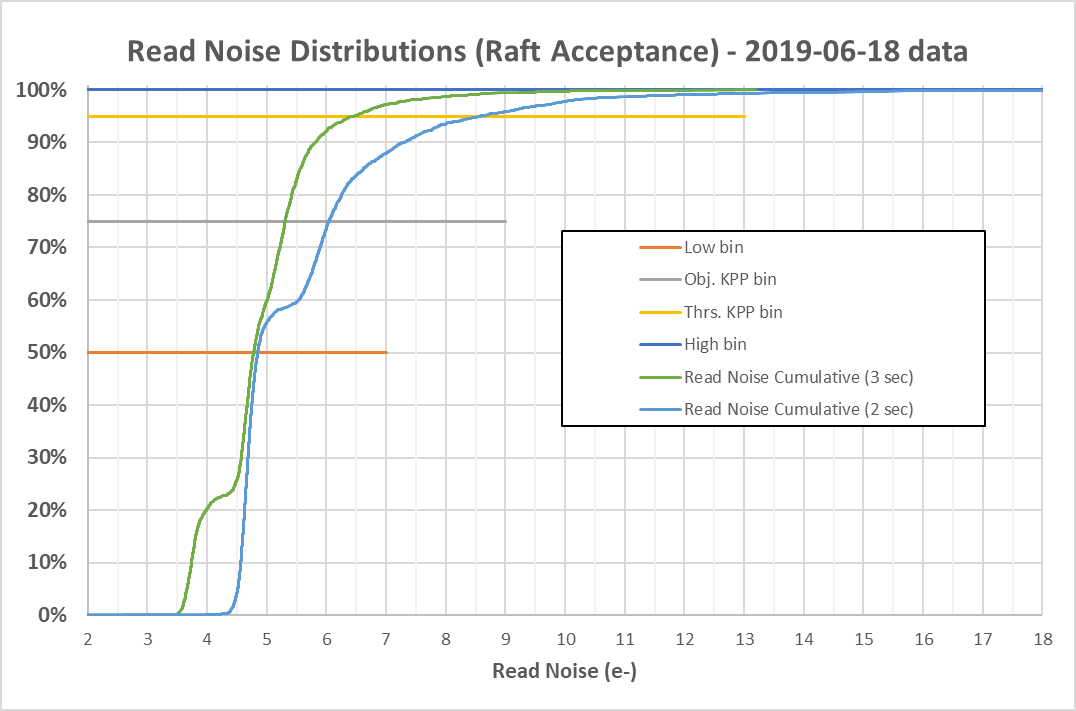 Read Noise Distributions (Raft Acceptance) - 2019-06-18 data
100%
90%
80%
70%
60%
50%
40%
30%
20%
10%
0%
Low bin
Obj. KPP bin
Thrs. KPP bin
High bin
Read Noise Cumulative (3 sec)
Read Noise Cumulative (2 sec)
2 3 4 5 6 7 8 9 10 11 12 13 14 15 16 17 18
Read Noise (e-)